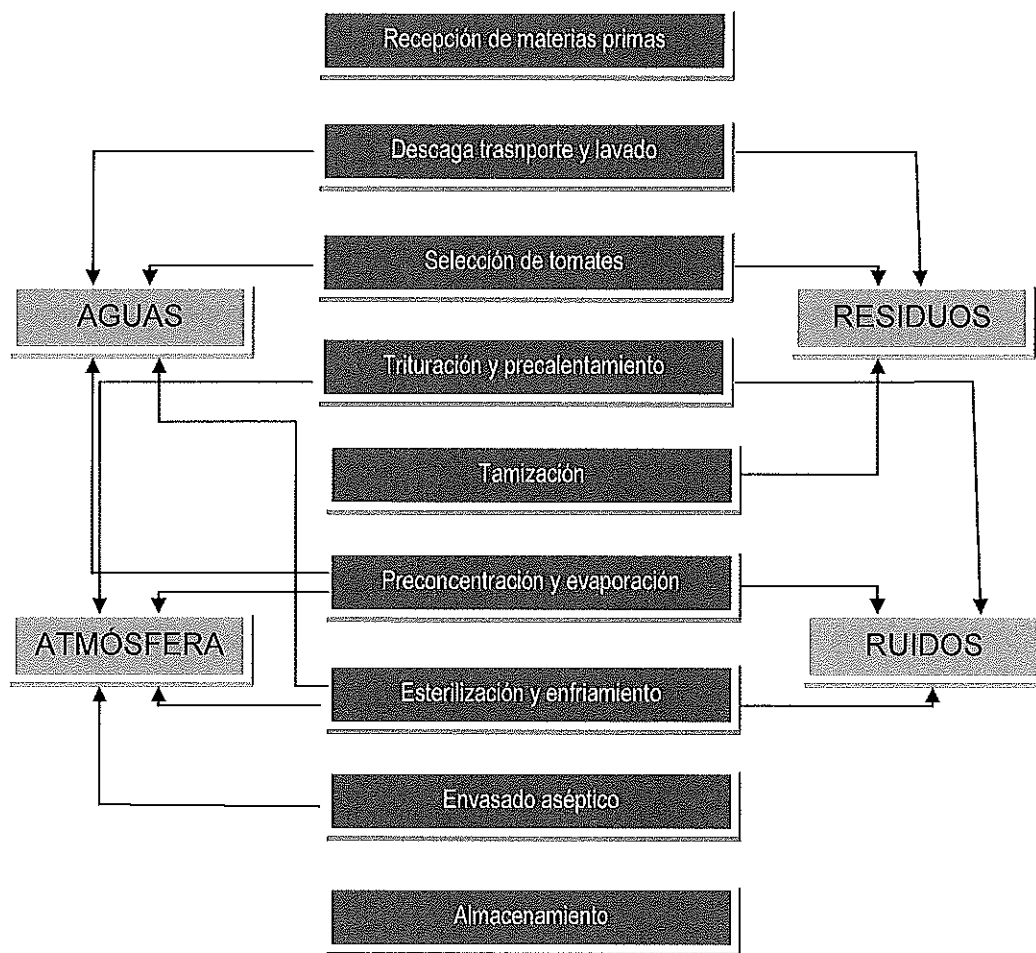 Recepción de materias primas
Descaga trasnporte y lavado
Selección de tomates
AGUAS
RESIDUOS
Trituración y precalentamiento
Tamización
Preconcentración y evaporación
ATMÓSFERA
RUIDOS
Esterilización y enfriamiento
Envasado aséptico
Almacenamiento